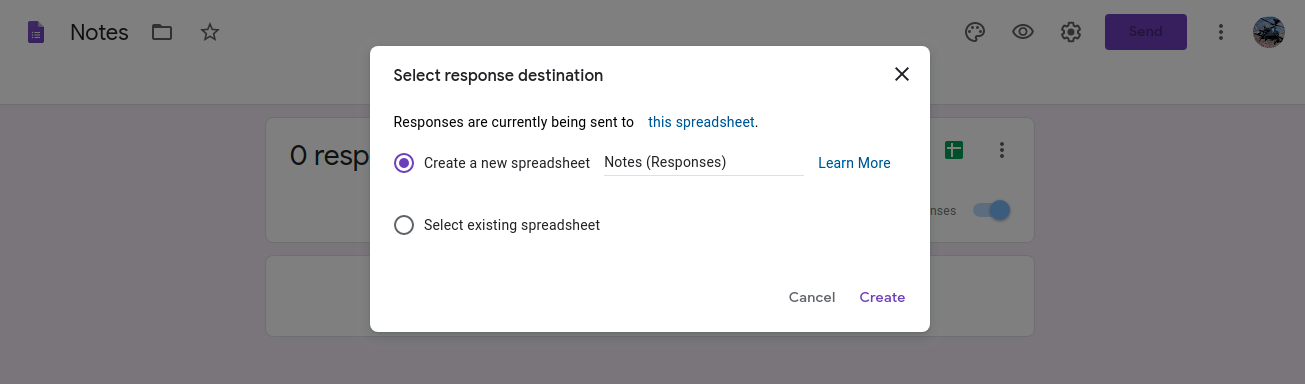 Notes
Send
Select response destination
Responses are currently being sent to this spreadsheet.
0 resp
Create a new spreadsheet Notes (Responses) Learn More
nses
Select existing spreadsheet
Cancel Create